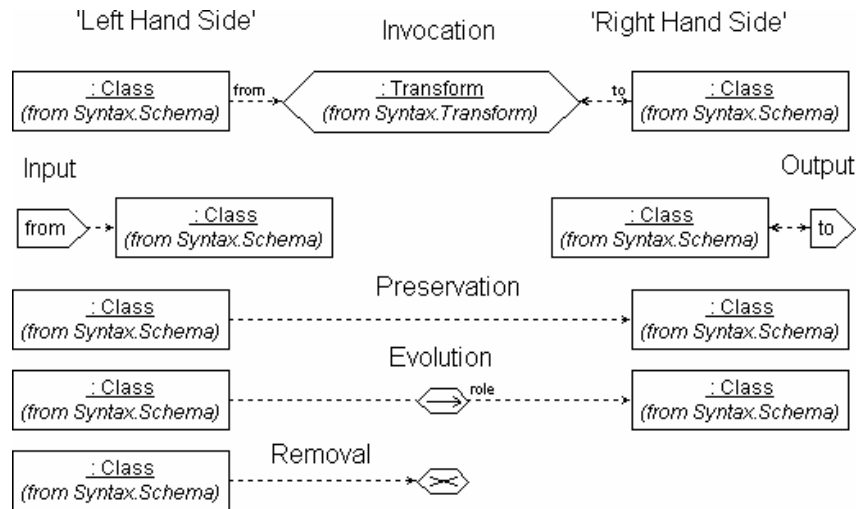 'Left Hand Side'
Invocation
'Right Hand Side'
: Class
(from Syntax.Schema)
from
: Transform
(from Syntax.Transform)
to
: Class
(from Syntax.Schema)
Input
Output
from
: Class
(from Syntax.Schema)
: Class
(from Syntax.Schema)
to
Preservation
: Class
(from Syntax.Schema)
: Class
(from Syntax.Schema)
Evolution
: Class
(from Syntax.Schema)
role
: Class
(from Syntax.Schema)
Removal
: Class
(from Syntax.Schema)